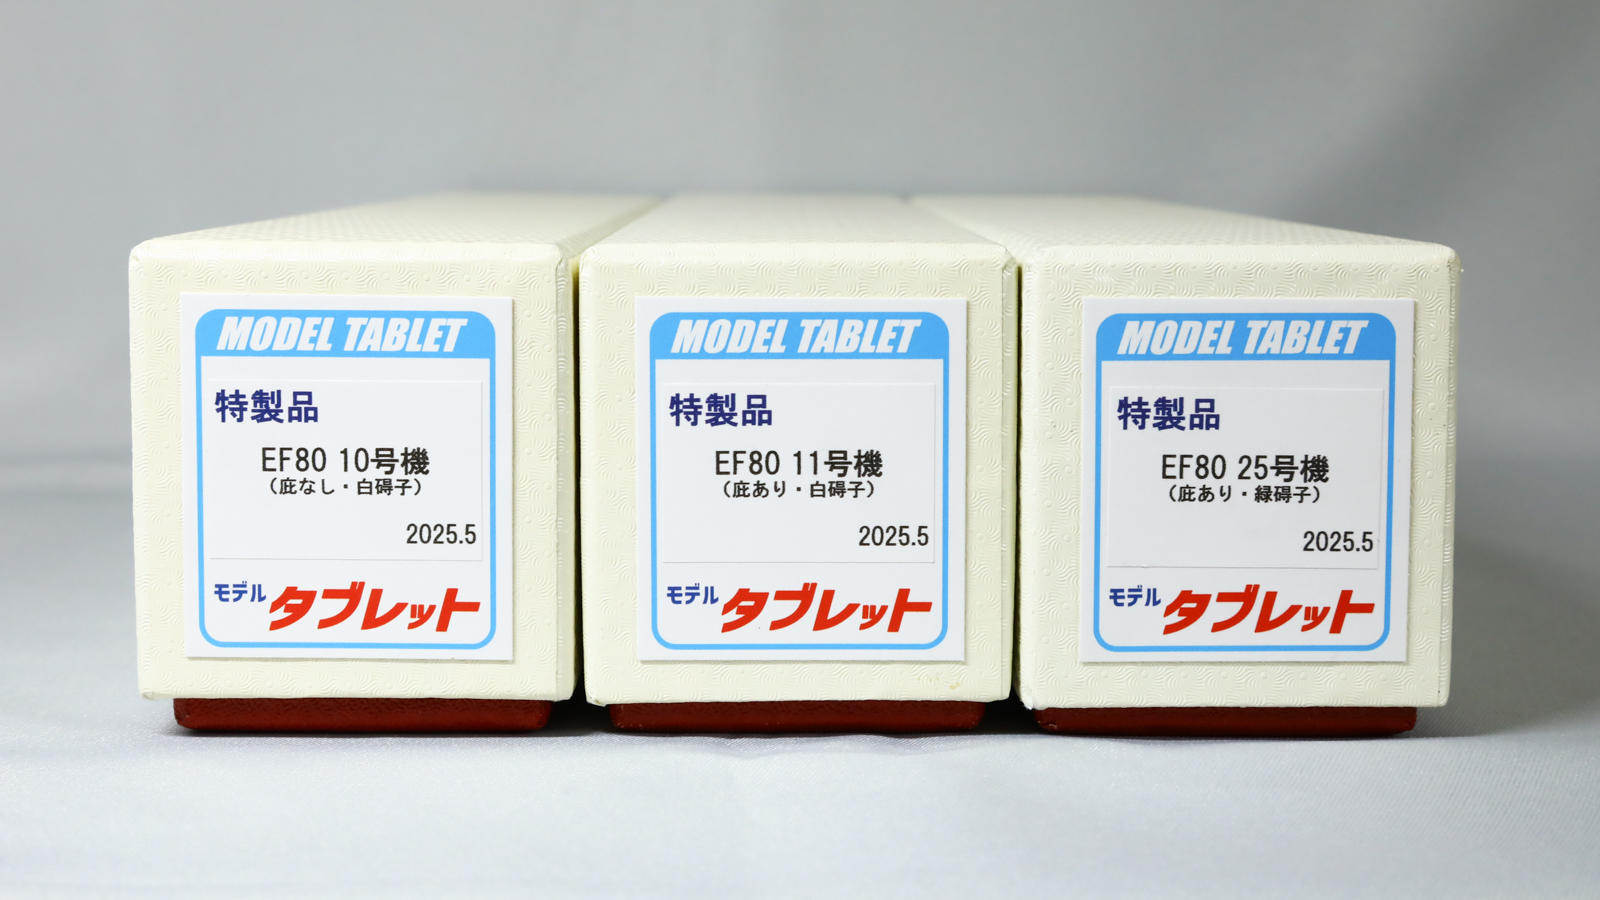 MODEL TABLET
特製品
EF80 10号機
（庇なし・白碍子）
2025.5
モデル タブレット
MODEL TABLET
特製品
EF80 11号機
（庇あり・白碍子）
2025.5
モデル タブレット
MODEL TABLET
特製品
EF80 25号機
（庇あり・緑碍子）
2025.5
モデル タブレット